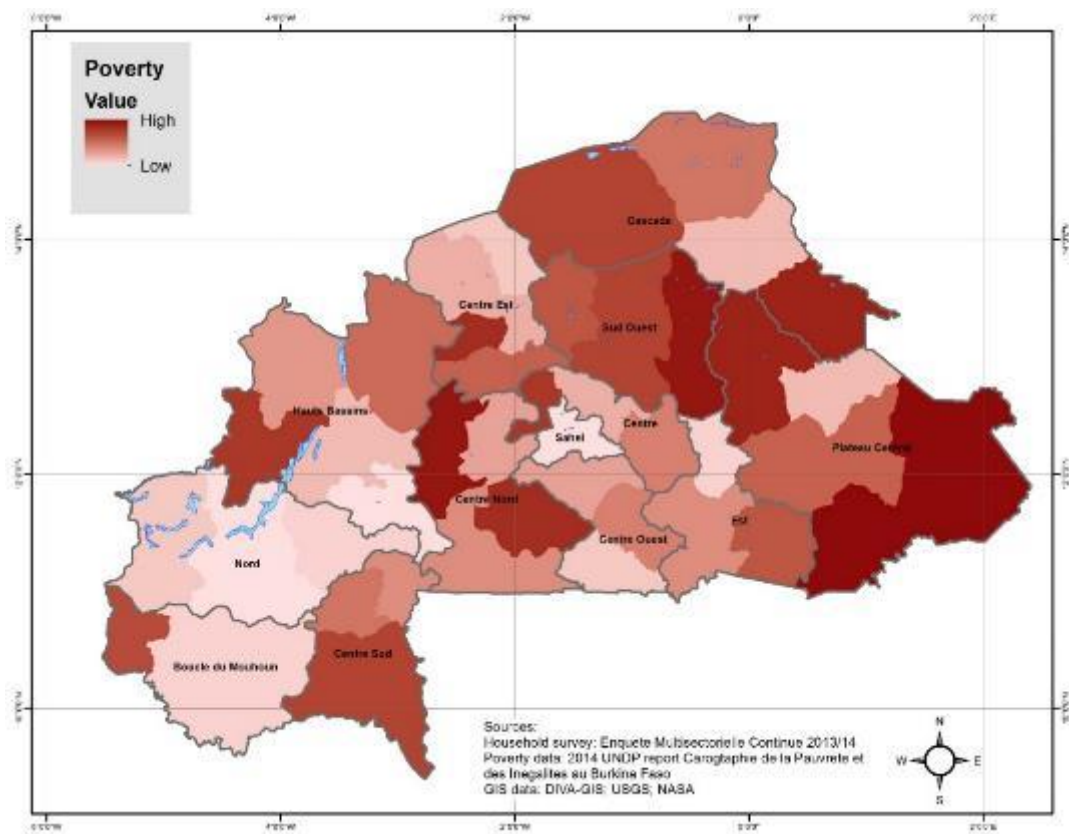 Poverty
Value
High
Low
Cascade
Centre Est
Sud Ouest
Hauts Bassins
Centre
Sahel
Plateau Central
Centre Nord
Est
Centre Ouest
Nord
Centre Sud
Boucle du Mouhoun
Sources:
Household survey: Enquete Multisectorielle Continue 2013/14
Poverty data: 2014 UNDP report Carogtaphie de la Pauvrete et
des Inegalites au Burkina Faso
GIS data: DIVA-GIS; USGS; NASA
N
W E
S